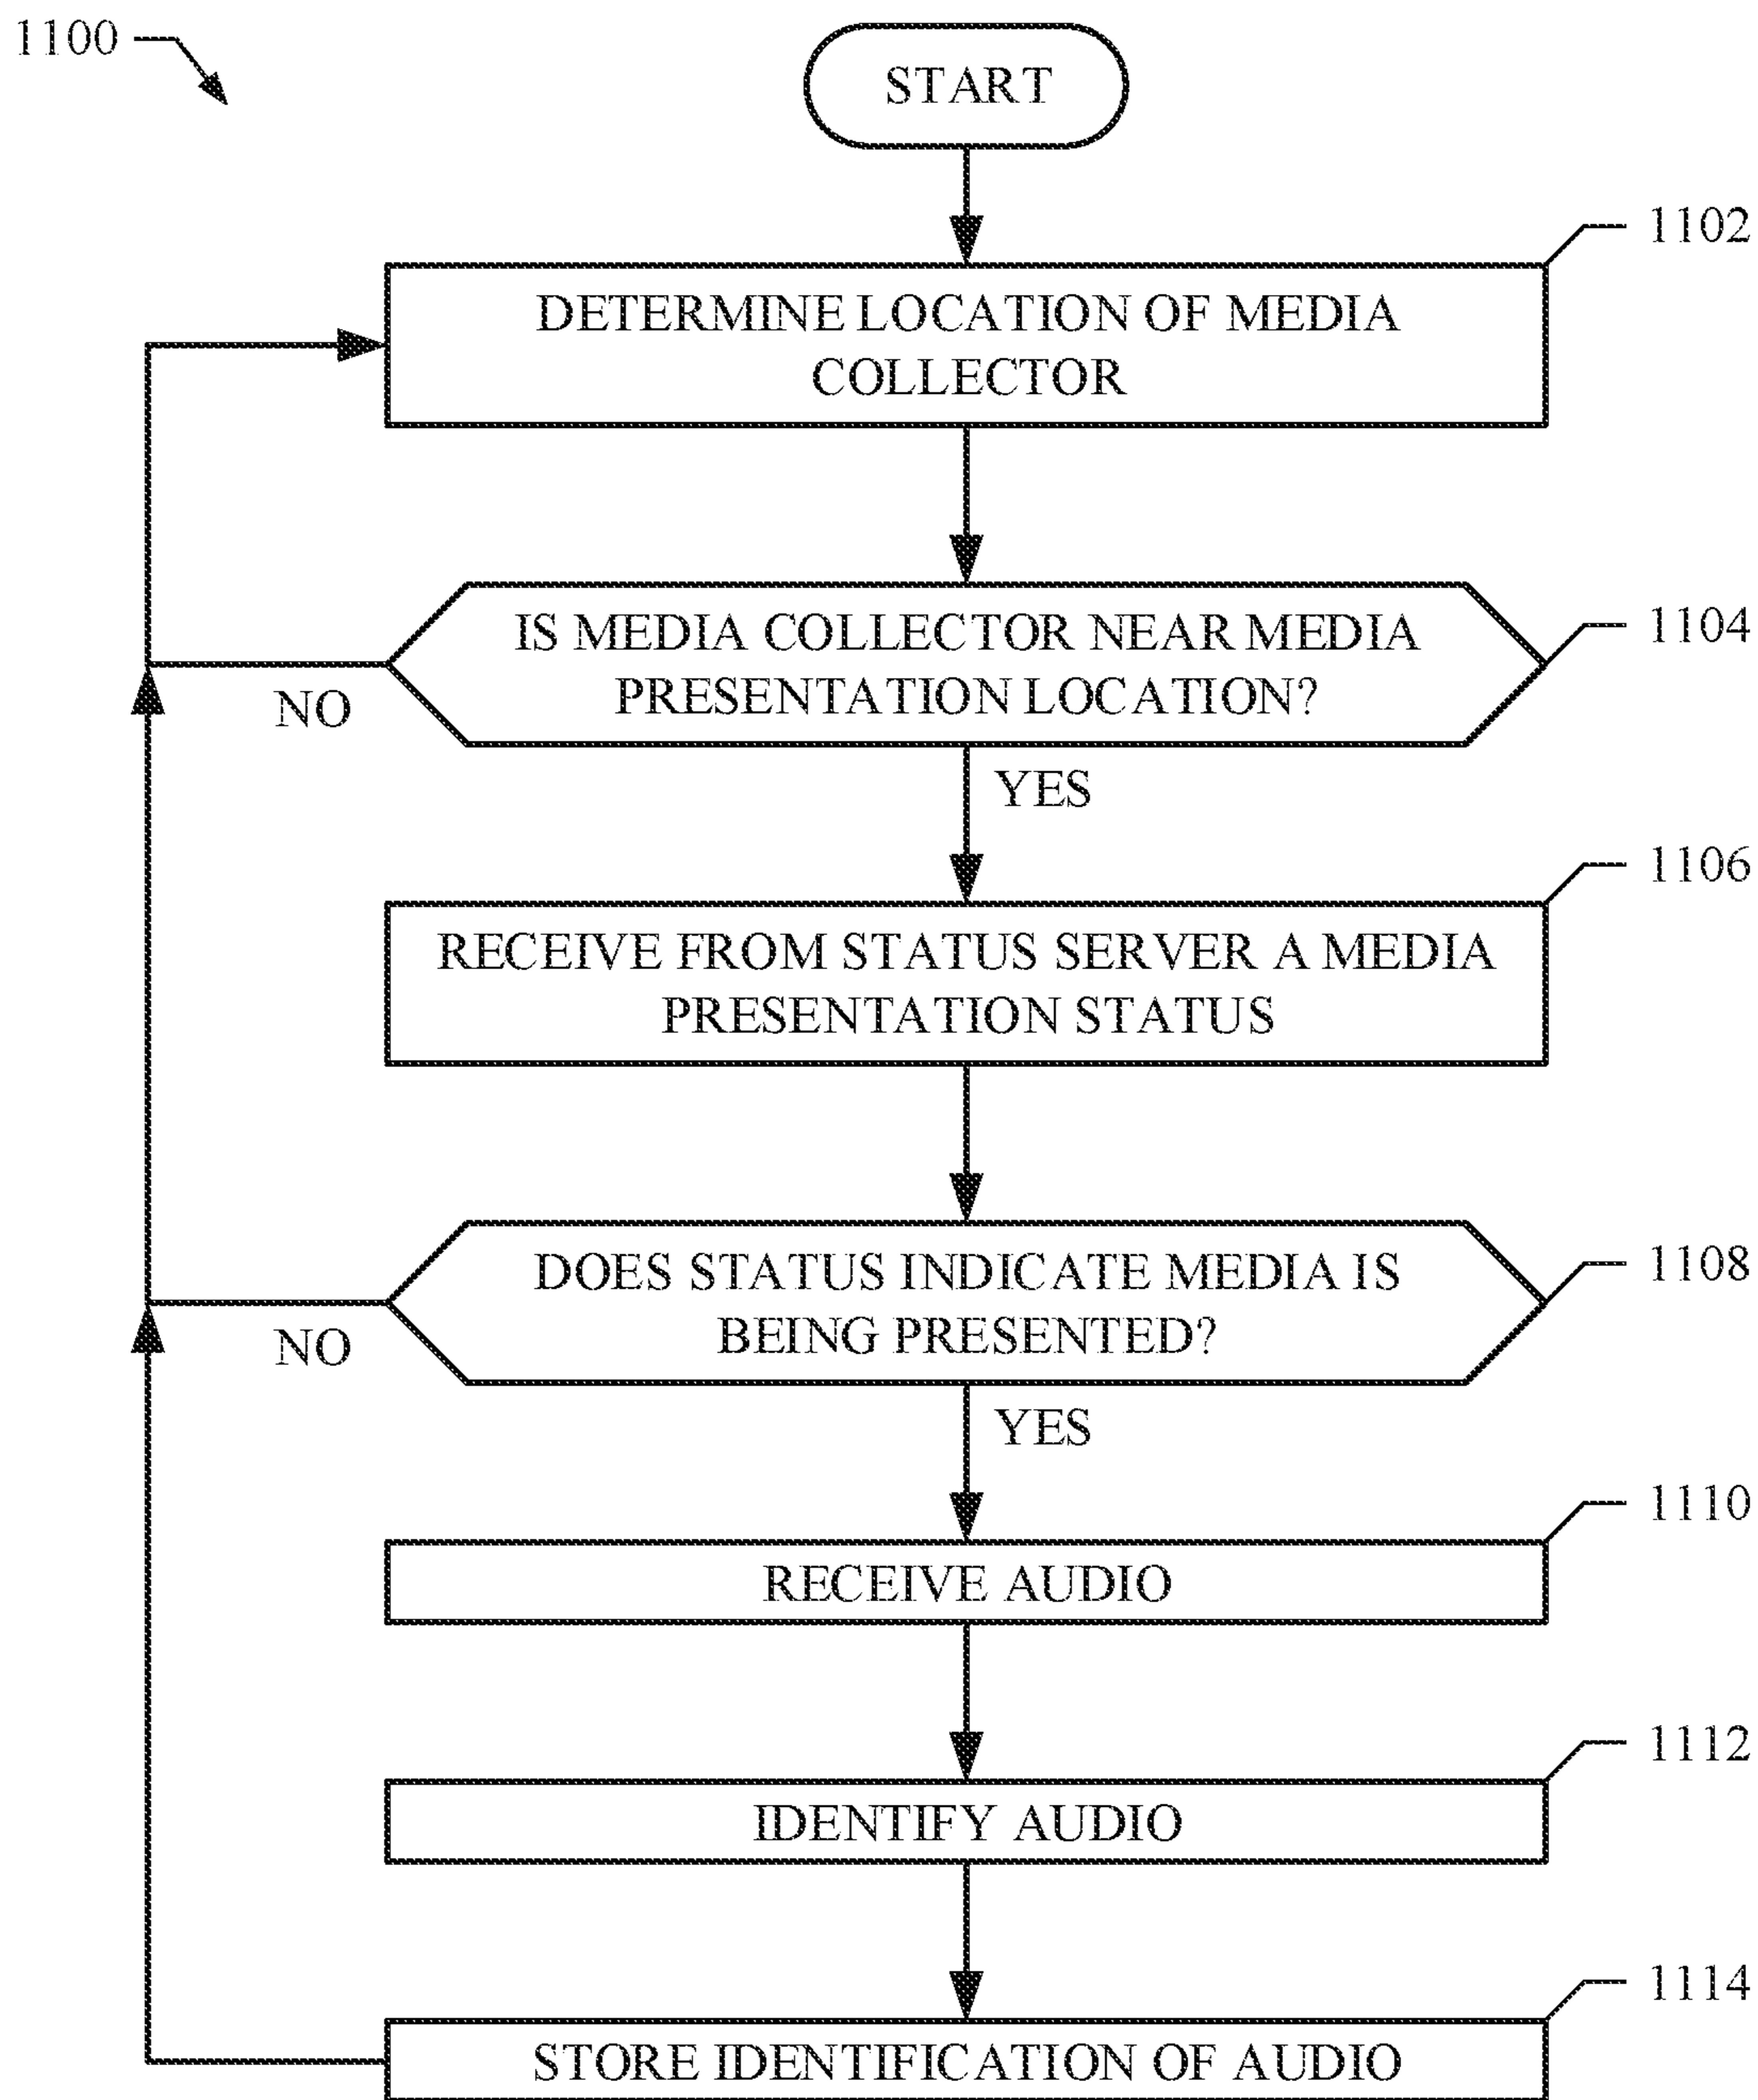 1100
START
1102
DETERMINE LOCATION OF MEDIA
COLLECTOR
IS MEDIA COLLECTOR NEAR MEDIA
PRESENTATION LOCATION?
1104
NO
YES
1106
RECEIVE FROM STATUS SERVER A MEDIA
PRESENTATION STATUS
DOES STATUS INDICATE MEDIA IS
BEING PRESENTED?
1108
NO
YES
1110
RECEIVE AUDIO
1112
IDENTIFY AUDIO
1114
STORE IDENTIFICATION OF AUDIO